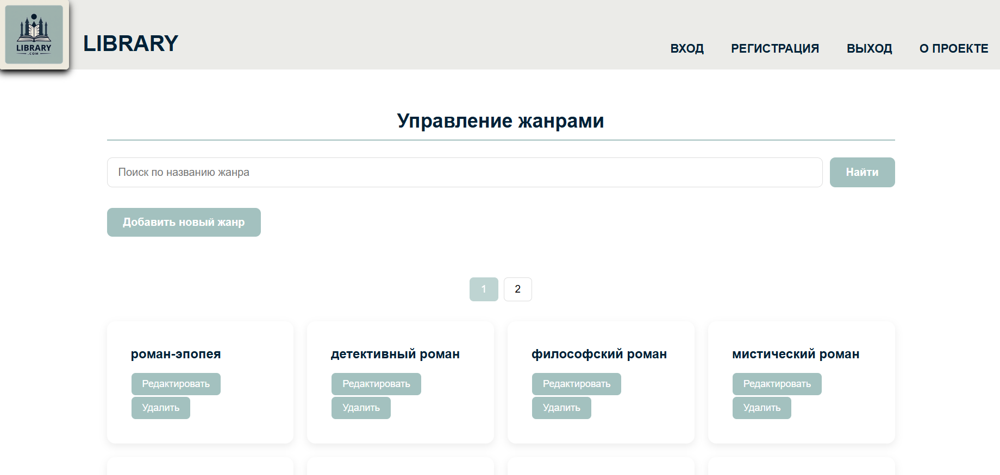 LIBRARY
.COM
LIBRARY
ВХОД РЕГИСТРАЦИЯ ВЫХОД О ПРОЕКТЕ
Управление жанрами
Поиск по названию жанра Найти
Добавить новый жанр
1 2
роман-эпопея детективный роман философский роман мистический роман
Редактировать Редактировать Редактировать Редактировать
Удалить Удалить Удалить Удалить